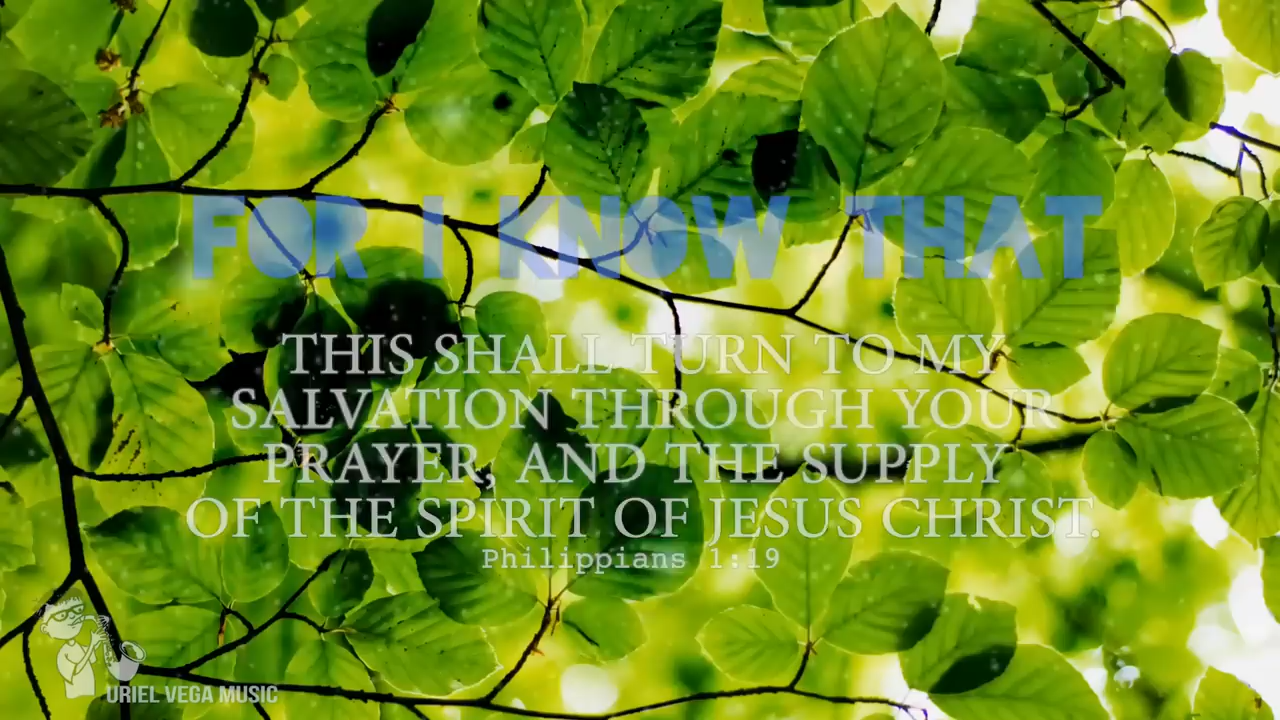 FOR I KNOW THAT
THIS SHALL TURN TO MY
SALVATION THROUGH YOUR
PRAYER, AND THE SUPPLY
OF THE SPIRIT OF JESUS CHRIST.
Philippians 1:19
URIEL VEGA MUSIC